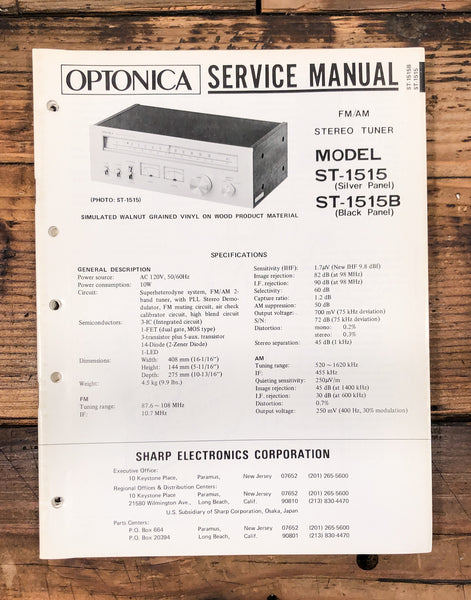 OPTONICA SERVICE MANUAL
ST-1515B
ST-1515
FM/AM
STEREO TUNER
MODEL
ST-1515
(Silver Panel)
ST-1515B
(Black Panel)
(PHOTO: ST-1515)
SIMULATED WALNUT GRAINED VINYL ON WOOD PRODUCT MATERIAL
SPECIFICATIONS
GENERAL DESCRIPTION
Power source: AC 120V, 50/60Hz
Power consumption: 10W
Circuit: Superheterodyne system, FM/AM 2-
band tuner, with PLL Stereo Demo-
dulator, FM muting circuit, air check
calibrator circuit, high blend circuit
Semiconductors: 3-IC (Integrated circuit)
1-FET (dual gate, MOS type)
3-transistor plus 5-aux, transistor
14-Diode (2-Zener Diode)
1-LED
Dimensions: Width: 408 mm (16-1/16")
Height: 144 mm (5-11/16")
Depth: 275 mm (10-13/16")
Weight: 4.5 kg (9.9 lbs.)
FM
Tuning range: 87.6 ~ 108 MHz
IF: 10.7 MHz
Sensitivity (IHF): 1.7μV (New IHF 9.8 dBf)
Image rejection: 82 dB (at 98 MHz)
I.F. rejection: 90 dB (at 98 MHz)
Selectivity: 60 dB
Capture ratio: 1.2 dB
AM suppression: 50 dB
Output voltage: 700 mV (75 kHz deviation)
S/N: 72 dB (75 kHz deviation)
Distortion: mono: 0.2%
stereo: 0.3%
Stereo separation: 45 dB (1 kHz)
AM
Tuning range: 520 ~ 1620 kHz
IF: 455 kHz
Quieting sensitivity: 250μV/m
Image rejection: 45 dB (at 1400 kHz)
I.F. rejection: 30 dB (at 600 kHz)
Distortion: 0.7%
Output voltage: 250 mV (400 Hz, 30% modulation)
SHARP ELECTRONICS CORPORATION
Executive Office:
10 Keystone Place, Paramus, New Jersey 07652 (201) 265-5600
Regional Offices & Distribution Centers:
10 Keystone Place Paramus, New Jersey 07652 (201) 265-5600
21580 Wilmington Ave., Long Beach, Calif. 90810 (213) 830-4470
U.S. Subsidiary of Sharp Corporation, Osaka, Japan
Parts Centers:
P.O. Box 664 Paramus, New Jersey 07652 (201) 265-5600
P.O. Box 20394 Long Beach, Calif. 90801 (213) 830-4470